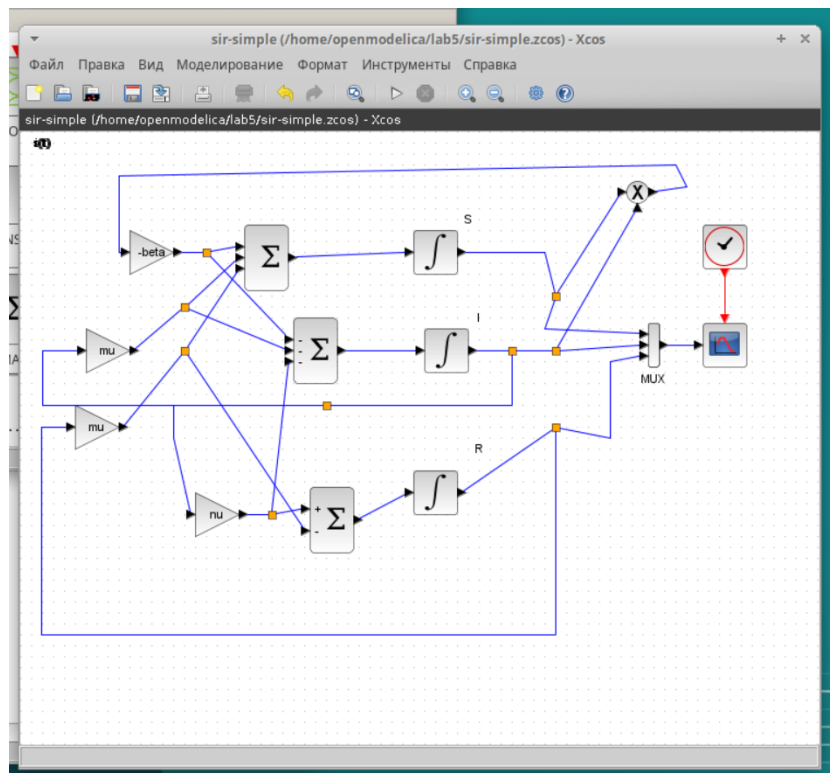 sir-simple (/home/openmodelica/lab5/sir-simple.zcos) - Xcos
Файл Правка Вид Моделирование Формат Инструменты Справка
sir-simple (/home/openmodelica/lab5/sir-simple.zcos) - Xcos
X
S
-beta
Σ
∫
I
mu
-
-
-
Σ
∫
MUX
mu
R
∫
nu
+
-
Σ